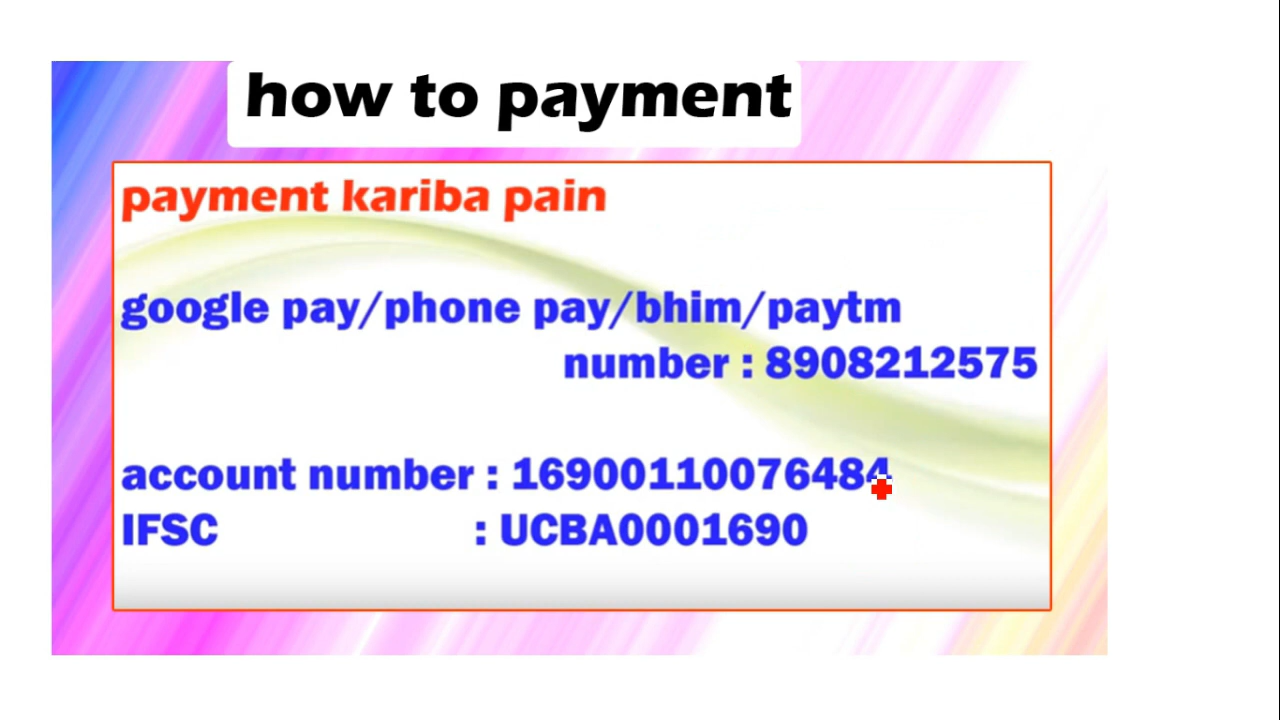 how to payment
payment kariba pain
google pay/phone pay/bhim/paytm
number : 8908212575
account number : 16900110076484
IFSC : UCBA0001690